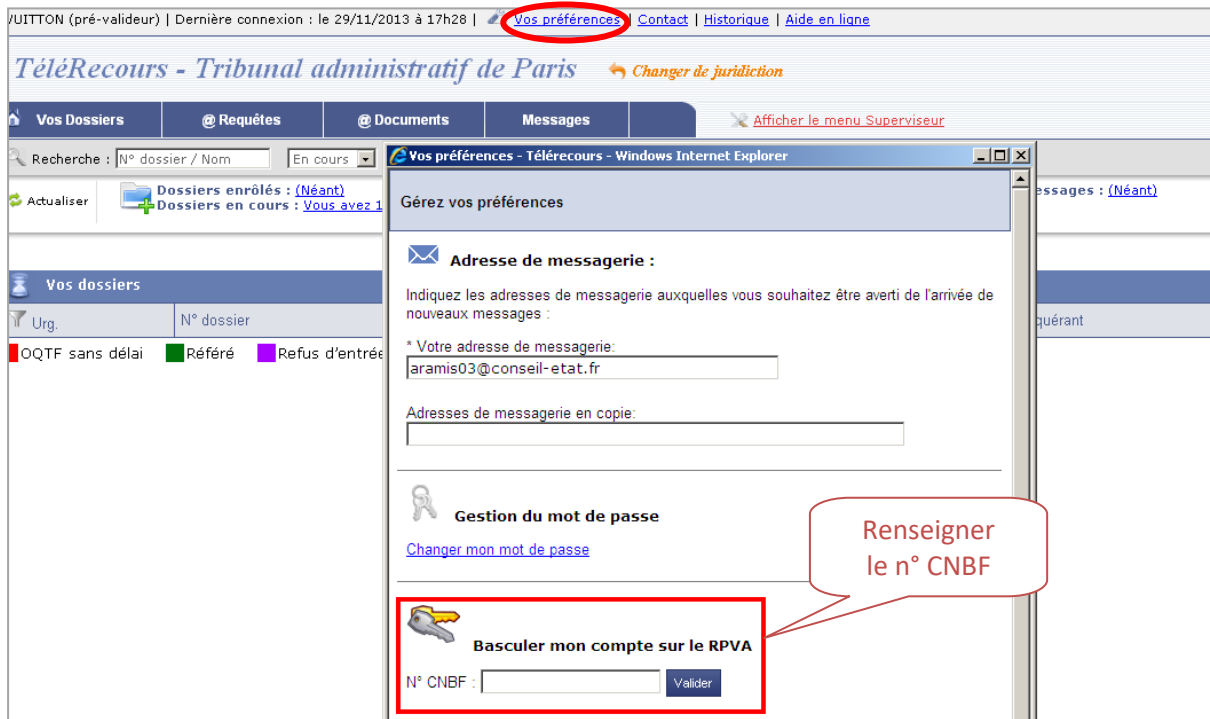 VUITTON (pré-valideur) | Dernière connexion : le 29/11/2013 à 17h28 | Vos préférences | Contact | Historique | Aide en ligne
TéléRecours - Tribunal administratif de Paris Changer de juridiction
Vos Dossiers @ Requêtes @ Documents Messages Afficher le menu Superviseur
Recherche : N° dossier / Nom En cours
Vos préférences - Télérecours - Windows Internet Explorer
Actualiser
Dossiers enrôlés : (Néant)
Dossiers en cours : Vous avez 1
essages : (Néant)
Gérez vos préférences
Adresse de messagerie :
Indiquez les adresses de messagerie auxquelles vous souhaitez être averti de l'arrivée de
nouveaux messages :
Vos dossiers
Urg. N° dossier quérant
OQTF sans délai Référé Refus d'entrée
* Votre adresse de messagerie:
aramis03@conseil-etat.fr
Adresses de messagerie en copie:
Gestion du mot de passe
Changer mon mot de passe
Renseigner
le n° CNBF
Basculer mon compte sur le RPVA
N° CNBF : Valider